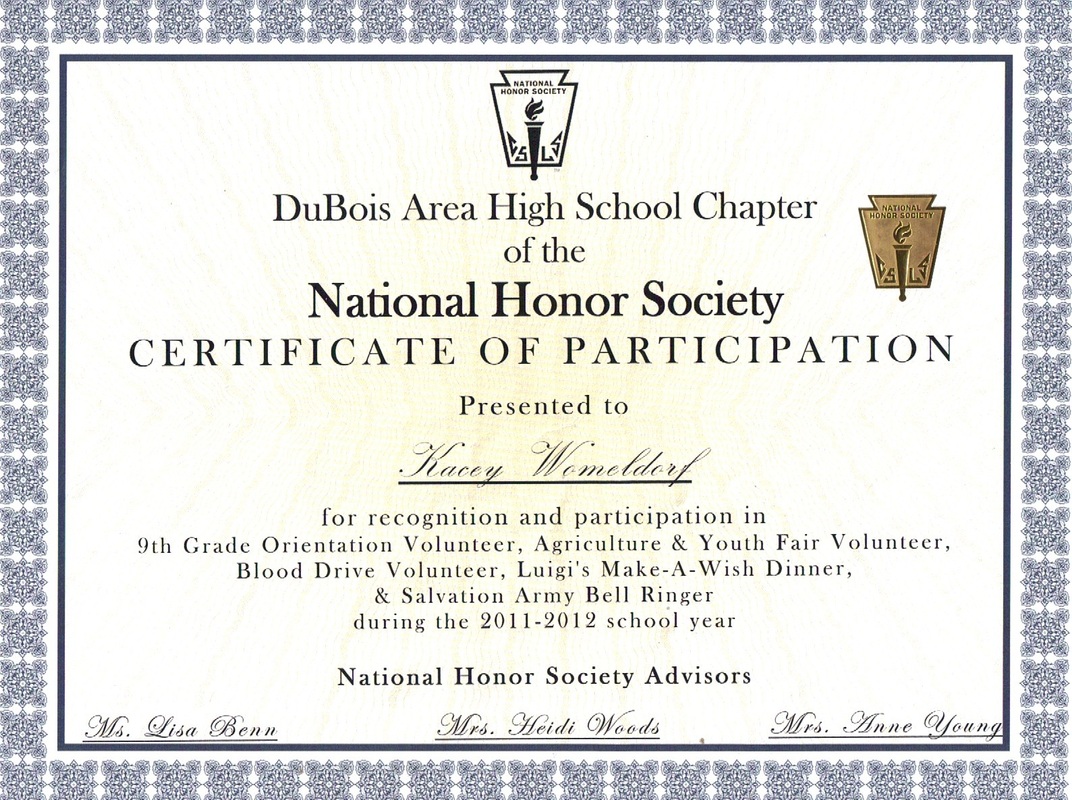 NATIONAL
HONOR SOCIETY
C S L S
DuBois Area High School Chapter
of the
NATIONAL
HONOR SOCIETY
C S L S
National Honor Society
CERTIFICATE OF PARTICIPATION
Presented to
Kacey Womeldorf
for recognition and participation in
9th Grade Orientation Volunteer, Agriculture & Youth Fair Volunteer,
Blood Drive Volunteer, Luigi's Make-A-Wish Dinner,
& Salvation Army Bell Ringer
during the 2011-2012 school year
National Honor Society Advisors
Ms. Lisa Benn Mrs. Heidi Woods Mrs. Anne Young